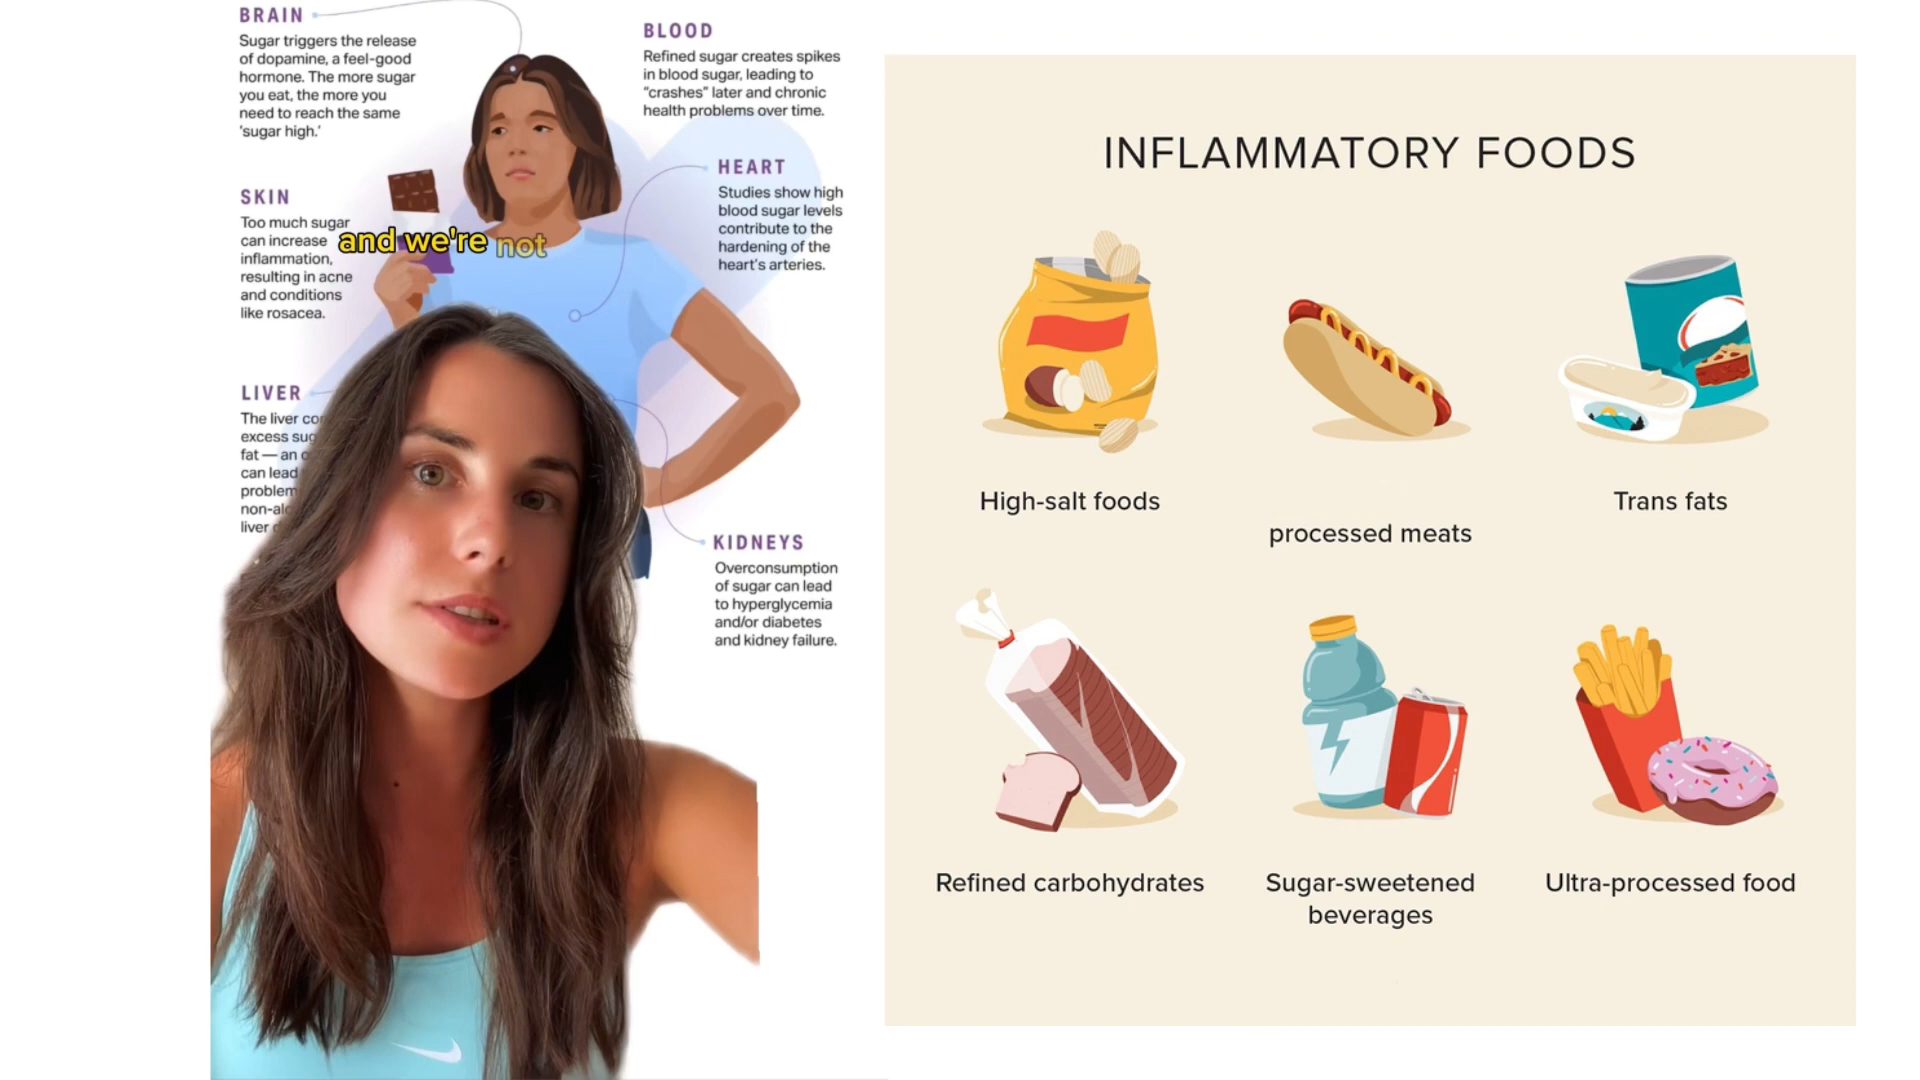 BRAIN
Sugar triggers the release
of dopamine, a feel-good
hormone. The more sugar
you eat, the more you
need to reach the same
'sugar high.'
BLOOD
Refined sugar creates spikes
in blood sugar, leading to
"crashes" later and chronic
health problems over time.
HEART
Studies show high
blood sugar levels
contribute to the
hardening of the
heart's arteries.
SKIN
Too much sugar
can increase
inflammation,
resulting in acne
and conditions
like rosacea.
and we're not
LIVER
The liver
excess
fat — an
can lead
liver
KIDNEYS
Overconsumption
of sugar can lead
to hyperglycemia
and/or diabetes
and kidney failure.
INFLAMMATORY FOODS
High-salt foods
processed meats
Trans fats
Refined carbohydrates
Sugar-sweetened
beverages
Ultra-processed food